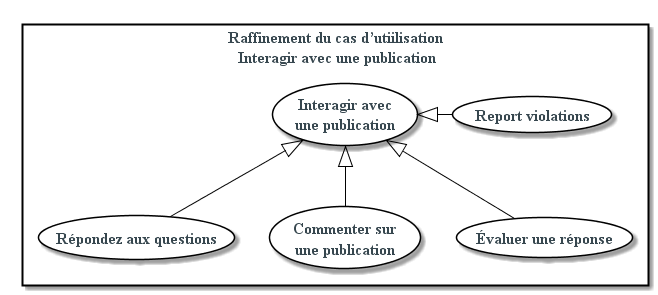 Raffinement du cas d’utiilisation
Interagir avec une publication
Interagir avec
une publication
Report violations
Répondez aux questions
Commenter sur
une publication
Évaluer une réponse